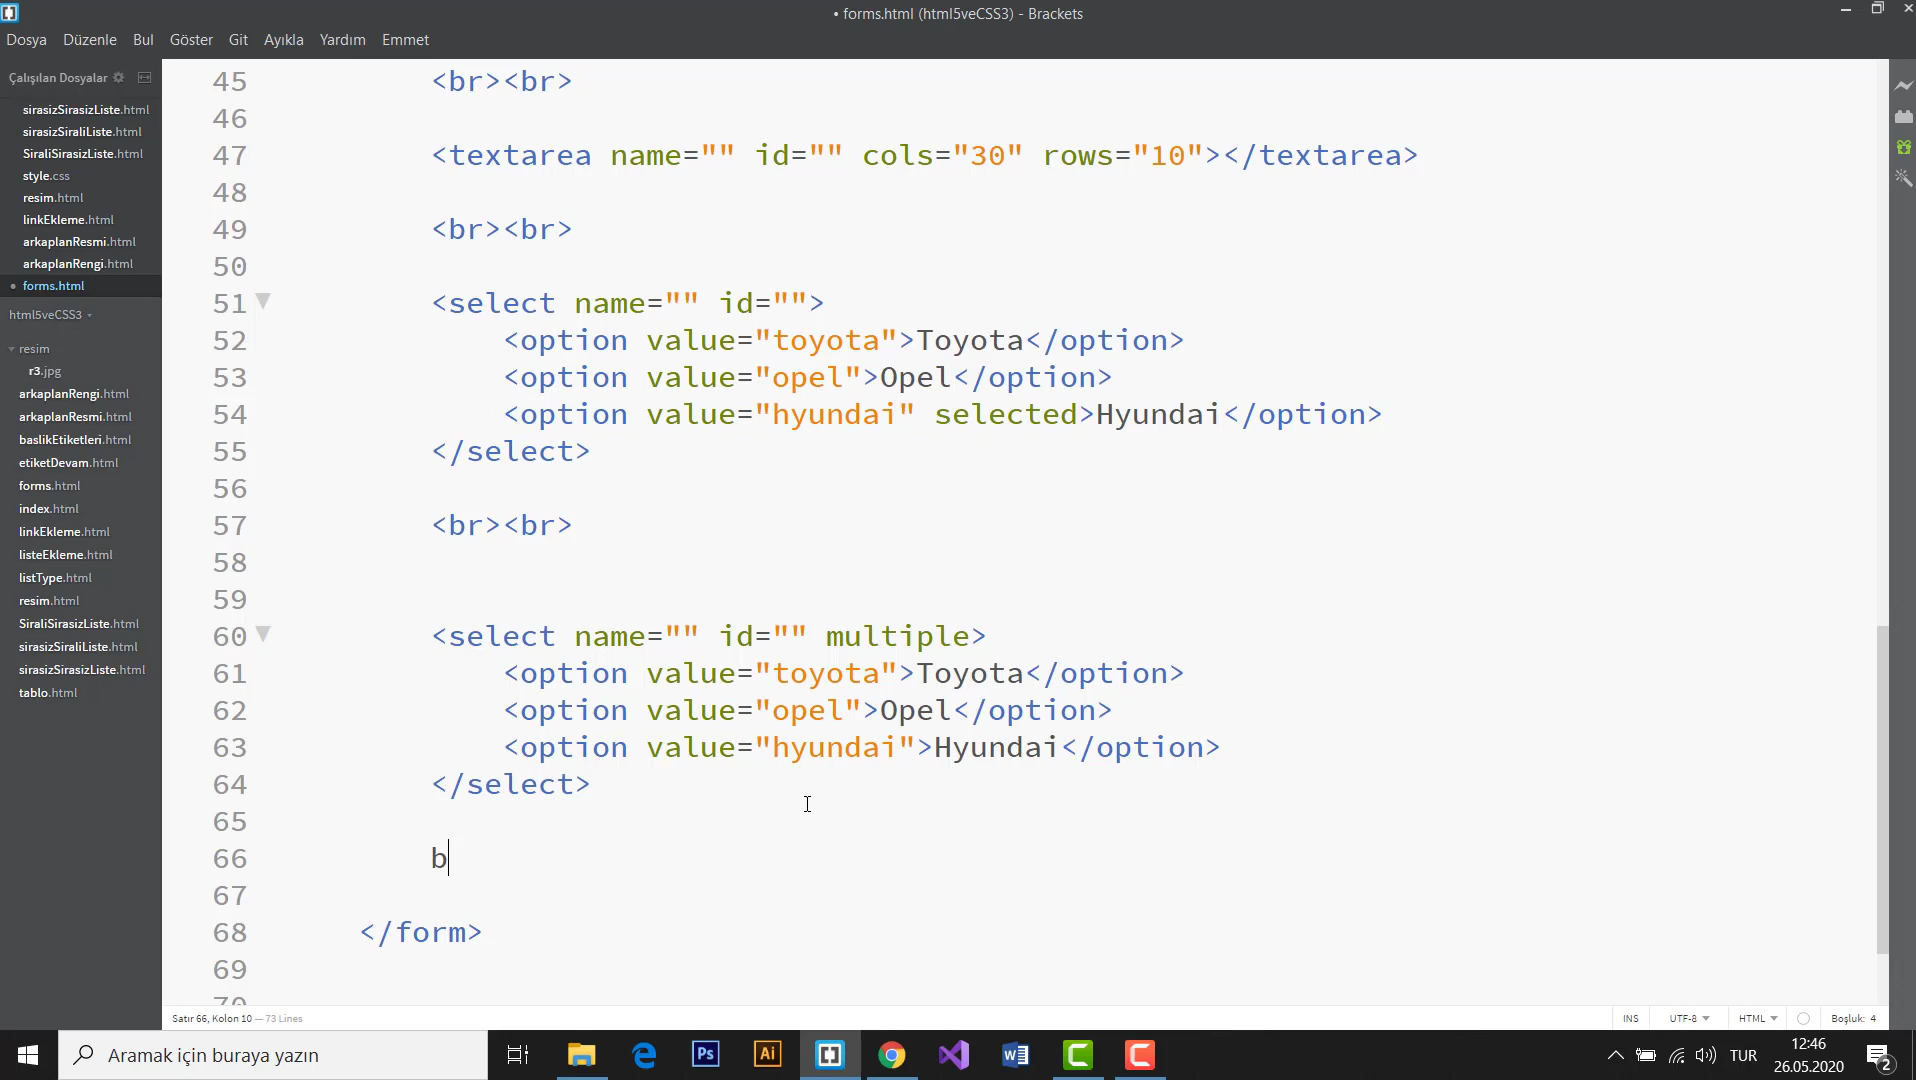 • forms.html (html5veCSS3) - Brackets
Dosya Düzenle Bul Göster Git Ayıkla Yardım Emmet
Çalışılan Dosyalar
sirasizSirasizListe.html
sirasizSiraliListe.html
SiraliSirasizListe.html
style.css
resim.html
linkEkleme.html
arkaplanResmi.html
arkaplanRengi.html
• forms.html
html5veCSS3
resim
r3.jpg
arkaplanRengi.html
arkaplanResmi.html
baslikEtiketleri.html
etiketDevam.html
forms.html
index.html
linkEkleme.html
listeEkleme.html
listType.html
resim.html
SiraliSirasizListe.html
sirasizSiraliListe.html
sirasizSirasizListe.html
tablo.html
45 <br><br>
46
47 <textarea name="" id="" cols="30" rows="10"></textarea>
48
49 <br><br>
50
51 <select name="" id="">
52 <option value="toyota">Toyota</option>
53 <option value="opel">Opel</option>
54 <option value="hyundai" selected>Hyundai</option>
55 </select>
56
57 <br><br>
58
59
60 <select name="" id="" multiple>
61 <option value="toyota">Toyota</option>
62 <option value="opel">Opel</option>
63 <option value="hyundai">Hyundai</option>
64 </select>
65
66 b
67
68 </form>
69
70
Satır 66, Kolon 10 — 73 Lines
INS UTF-8 HTML Boşluk: 4
Aramak için buraya yazın
Ps
Ai
TUR
12:46
26.05.2020
2